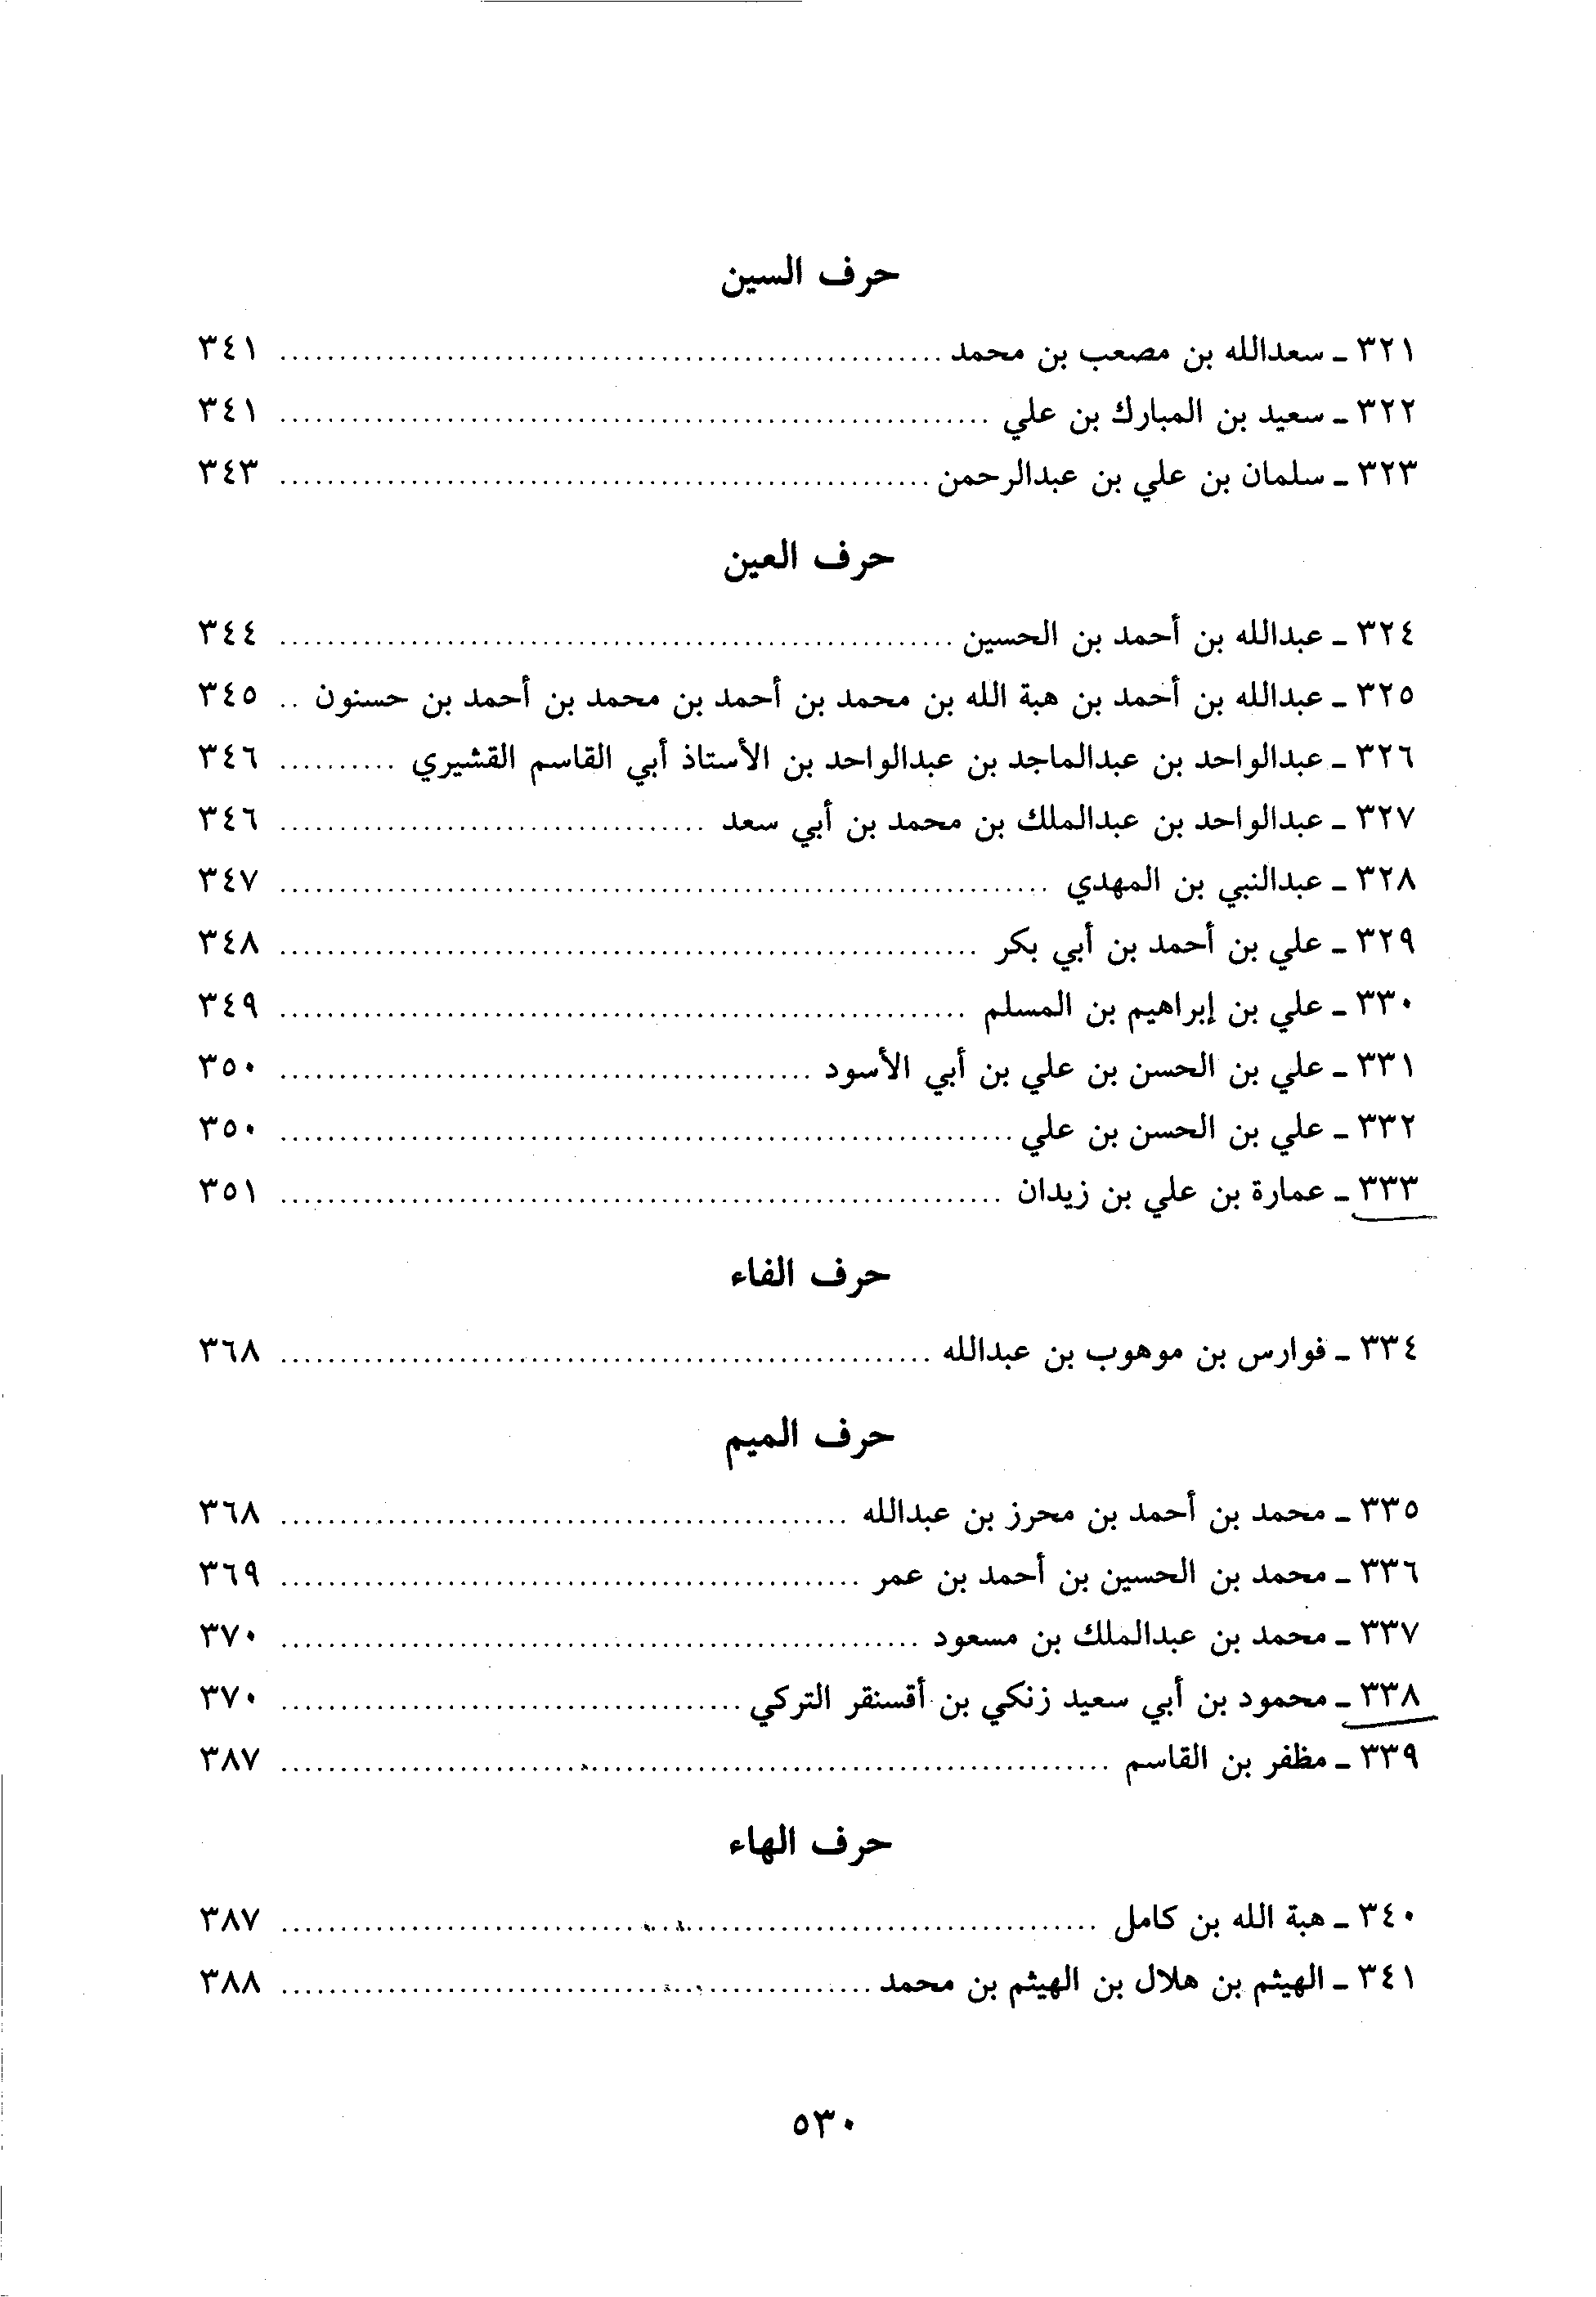 حرف السين
٣٢١ ـ سعدالله بن مصعب بن محمد ........ ٣٤١
٣٢٢ ـ سعيد بن المبارك بن علي ........ ٣٤١
٣٢٣ ـ سلمان بن علي بن عبدالرحمن ........ ٣٤٣
حرف العين
٣٢٤ ـ عبدالله بن أحمد بن الحسين ........ ٣٤٤
٣٢٥ ـ عبدالله بن أحمد بن هبة الله بن محمد بن أحمد بن محمد بن أحمد بن حسنون .. ٣٤٥
٣٢٦ ـ عبدالواحد بن عبدالماجد بن عبدالواحد بن الأستاذ أبي القاسم القشيري .......... ٣٤٦
٣٢٧ ـ عبدالواحد بن عبدالملك بن محمد بن أبي سعد ........ ٣٤٦
٣٢٨ ـ عبدالنبي بن المهدي ........ ٣٤٧
٣٢٩ ـ علي بن أحمد بن أبي بكر ........ ٣٤٨
٣٣٠ ـ علي بن إبراهيم بن المسلم ........ ٣٤٩
٣٣١ ـ علي بن الحسن بن علي بن أبي الأسود ........ ٣٥٠
٣٣٢ ـ علي بن الحسن بن علي ........ ٣٥٠
٣٣٣ ـ عمارة بن علي بن زيدان ........ ٣٥١
حرف الفاء
٣٣٤ ـ فوارس بن موهوب بن عبدالله ........ ٣٦٨
حرف الميم
٣٣٥ ـ محمد بن أحمد بن محرز بن عبدالله ........ ٣٦٨
٣٣٦ ـ محمد بن الحسين بن أحمد بن عمر ........ ٣٦٩
٣٣٧ ـ محمد بن عبدالملك بن مسعود ........ ٣٧٠
٣٣٨ ـ محمود بن أبي سعيد زنكي بن أقسنقر التركي ........ ٣٧٠
٣٣٩ ـ مظفر بن القاسم ........ ٣٨٧
حرف الهاء
٣٤٠ ـ هبة الله بن كامل ........ ٣٨٧
٣٤١ ـ الهيثم بن هلال بن الهيثم بن محمد ........ ٣٨٨
٥٣٠